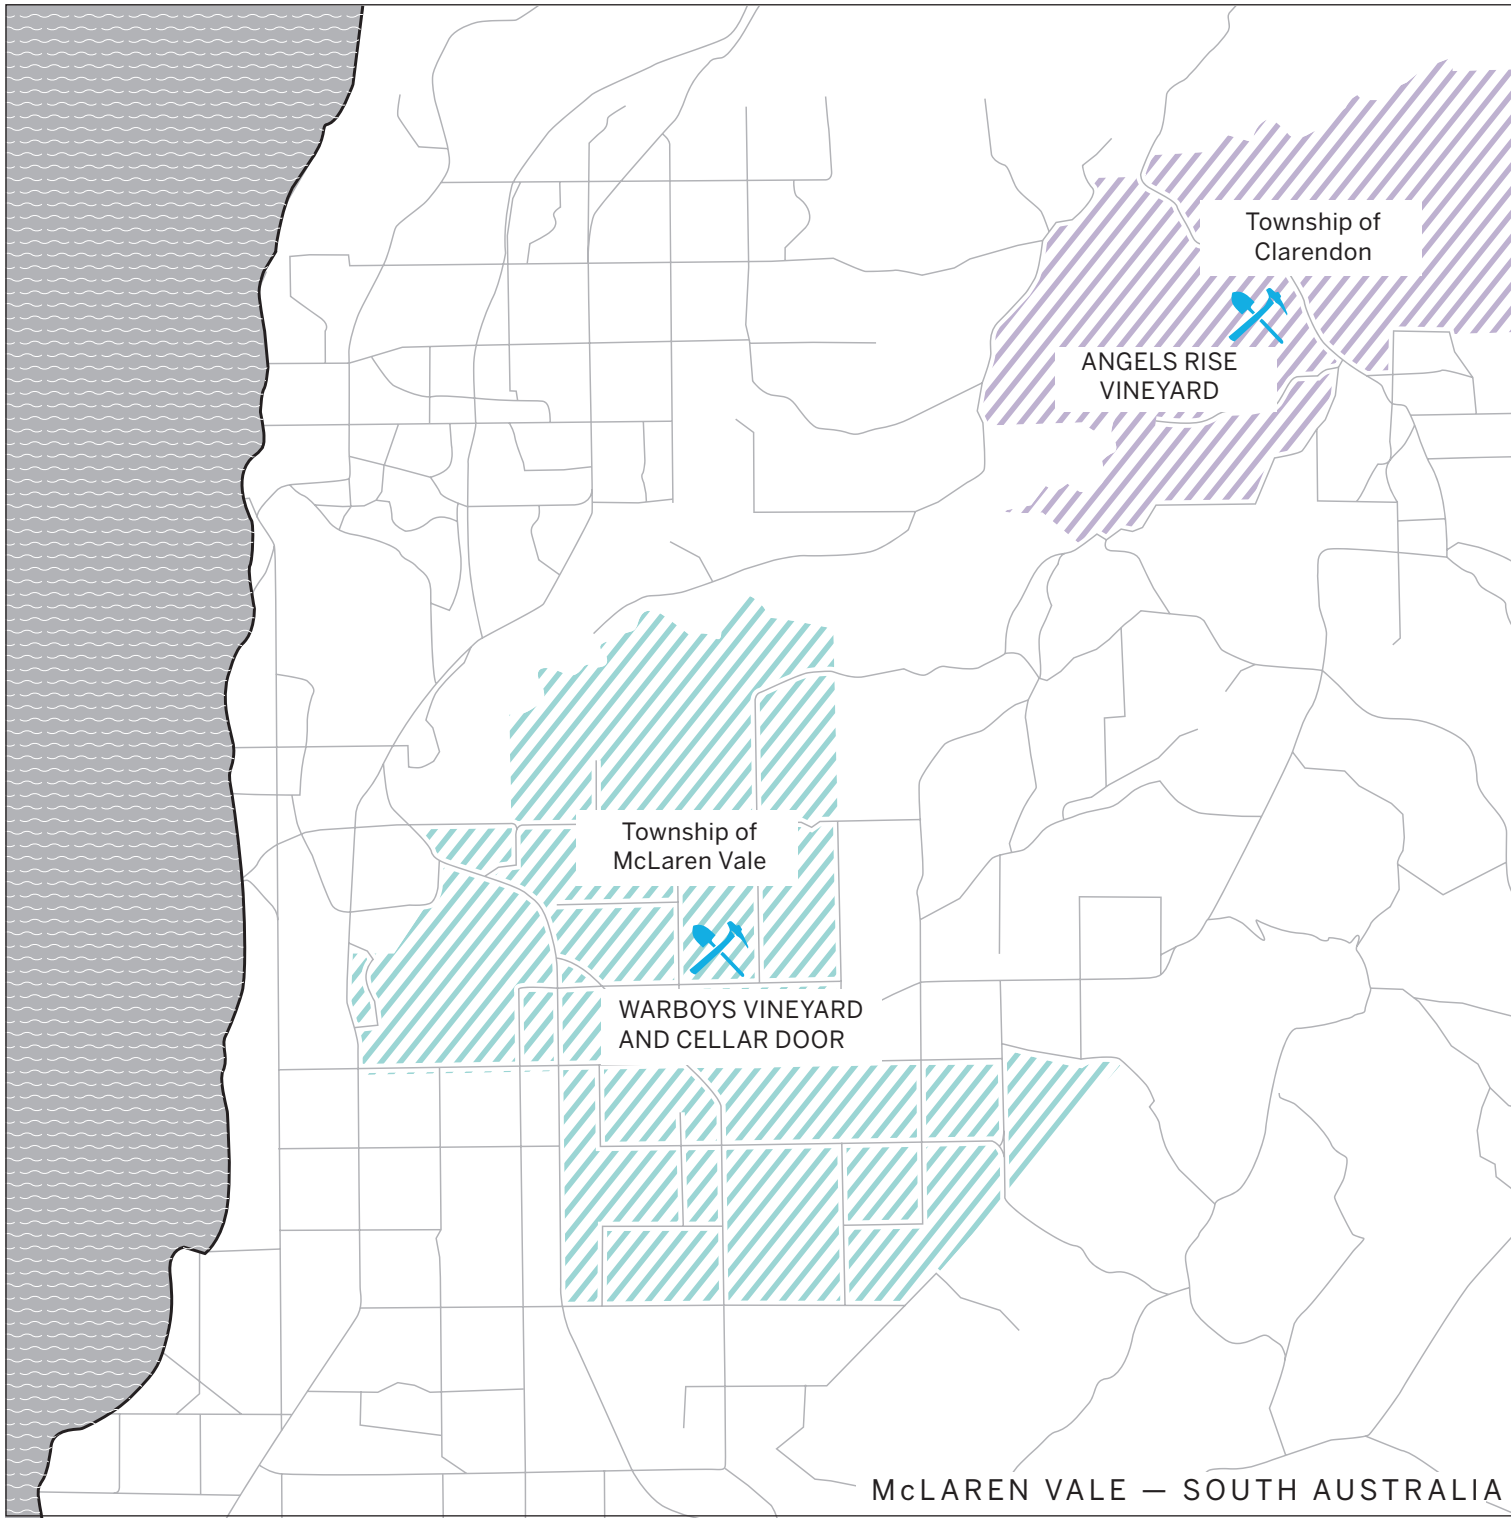 Township of
Clarendon
ANGELS RISE
VINEYARD
Township of
McLaren Vale
WARBOYS VINEYARD
AND CELLAR DOOR
McLAREN VALE — SOUTH AUSTRALIA